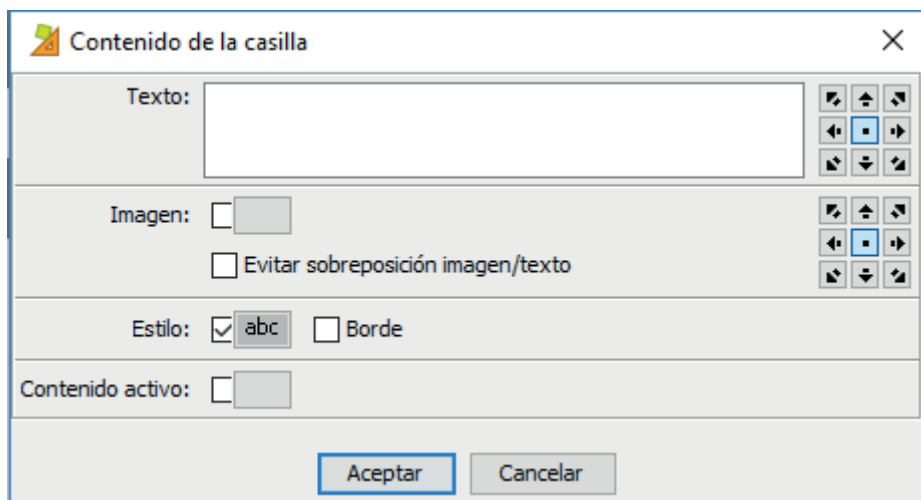 Contenido de la casilla
Texto:
Imagen:
Evitar sobreposición imagen/texto
Estilo: abc Borde
Contenido activo:
Aceptar Cancelar